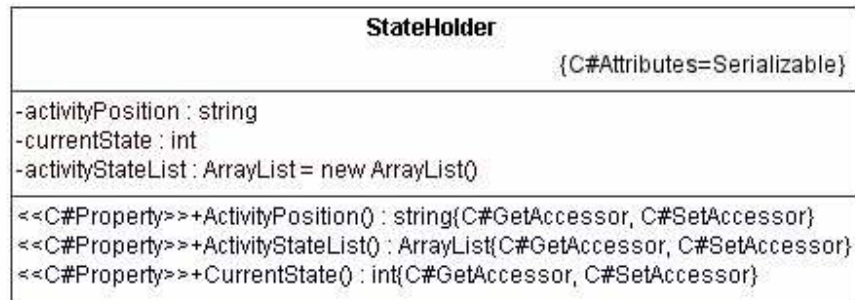 StateHolder
{C#Attributes=Serializable}
-activityPosition : string
-currentState : int
-activityStateList : ArrayList = new ArrayList()
<<C#Property>>+ActivityPosition() : string{C#GetAccessor, C#SetAccessor}
<<C#Property>>+ActivityStateList() : ArrayList{C#GetAccessor, C#SetAccessor}
<<C#Property>>+CurrentState() : int{C#GetAccessor, C#SetAccessor}